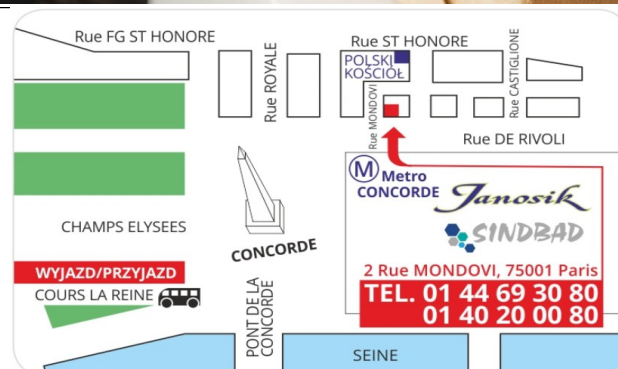 Rue FG ST HONORE
Rue ROYALE
Rue ST HONORE
POLSKI
KOŚCIÓŁ
Rue MONDOVI
Rue CASTIGLIONE
Rue DE RIVOLI
M Metro
CONCORDE
Janosik
SINDBAD
CHAMPS ELYSEES
CONCORDE
WYJAZD/PRZYJAZD
COURS LA REINE
2 Rue MONDOVI, 75001 Paris
TEL. 01 44 69 30 80
01 40 20 00 80
PONT DE LA
CONCORDE
SEINE